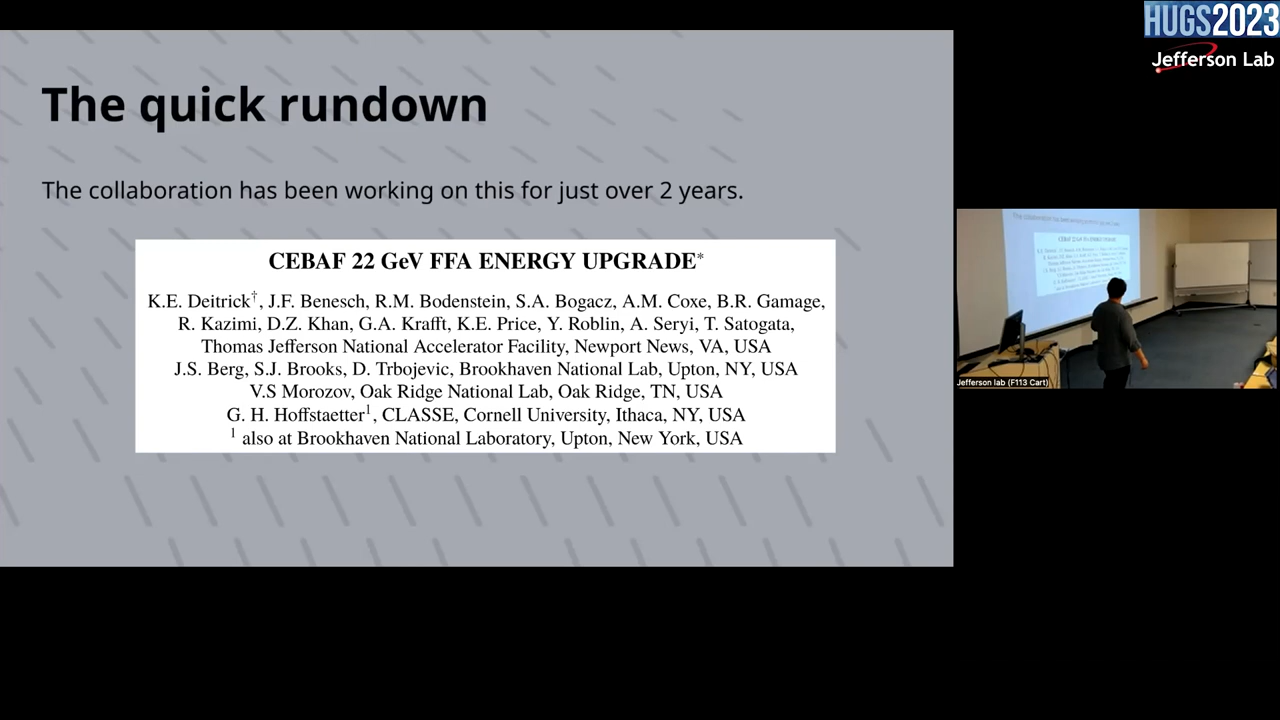 HUGS2023
Jefferson Lab
The quick rundown
The collaboration has been working on this for just over 2 years.
CEBAF 22 GeV FFA ENERGY UPGRADE*
K.E. Deitrick†, J.F. Benesch, R.M. Bodenstein, S.A. Bogacz, A.M. Coxe, B.R. Gamage,
R. Kazimi, D.Z. Khan, G.A. Krafft, K.E. Price, Y. Roblin, A. Seryi, T. Satogata,
Thomas Jefferson National Accelerator Facility, Newport News, VA, USA
J.S. Berg, S.J. Brooks, D. Trbojevic, Brookhaven National Lab, Upton, NY, USA
V.S Morozov, Oak Ridge National Lab, Oak Ridge, TN, USA
G. H. Hoffstaetter¹, CLASSE, Cornell University, Ithaca, NY, USA
¹ also at Brookhaven National Laboratory, Upton, New York, USA
Jefferson lab (F113 Cart)